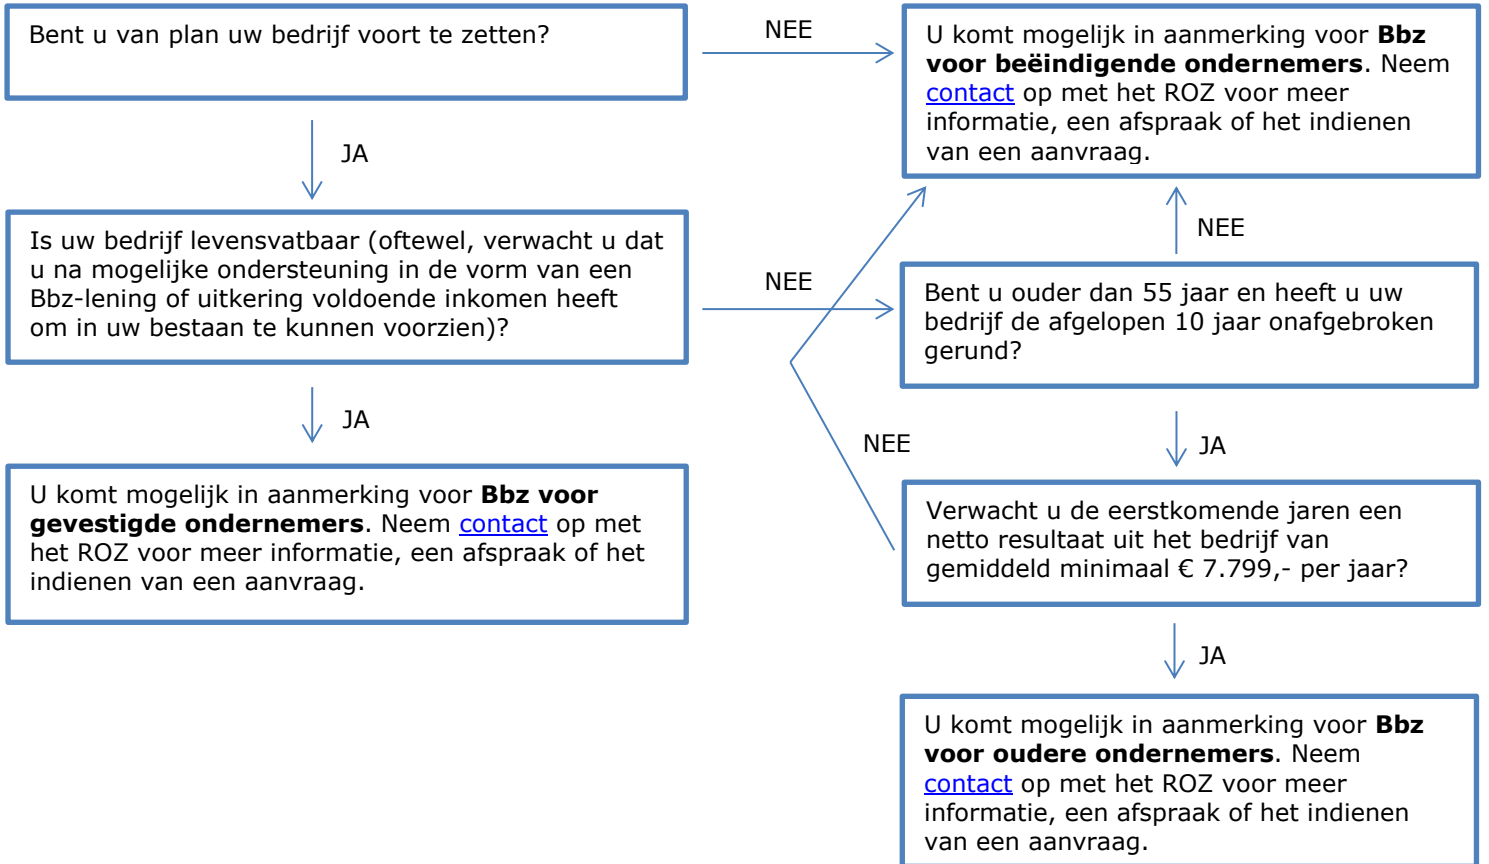 Bent u van plan uw bedrijf voort te zetten?
NEE
U komt mogelijk in aanmerking voor Bbz
voor beëindigende ondernemers. Neem
contact op met het ROZ voor meer
informatie, een afspraak of het indienen
van een aanvraag.
JA
Is uw bedrijf levensvatbaar (oftewel, verwacht u dat
u na mogelijke ondersteuning in de vorm van een
Bbz-lening of uitkering voldoende inkomen heeft
om in uw bestaan te kunnen voorzien)?
NEE
NEE
Bent u ouder dan 55 jaar en heeft u uw
bedrijf de afgelopen 10 jaar onafgebroken
gerund?
JA
U komt mogelijk in aanmerking voor Bbz voor
gevestigde ondernemers. Neem contact op met
het ROZ voor meer informatie, een afspraak of het
indienen van een aanvraag.
NEE
JA
Verwacht u de eerstkomende jaren een
netto resultaat uit het bedrijf van
gemiddeld minimaal € 7.799,- per jaar?
JA
U komt mogelijk in aanmerking voor Bbz
voor oudere ondernemers. Neem
contact op met het ROZ voor meer
informatie, een afspraak of het indienen
van een aanvraag.